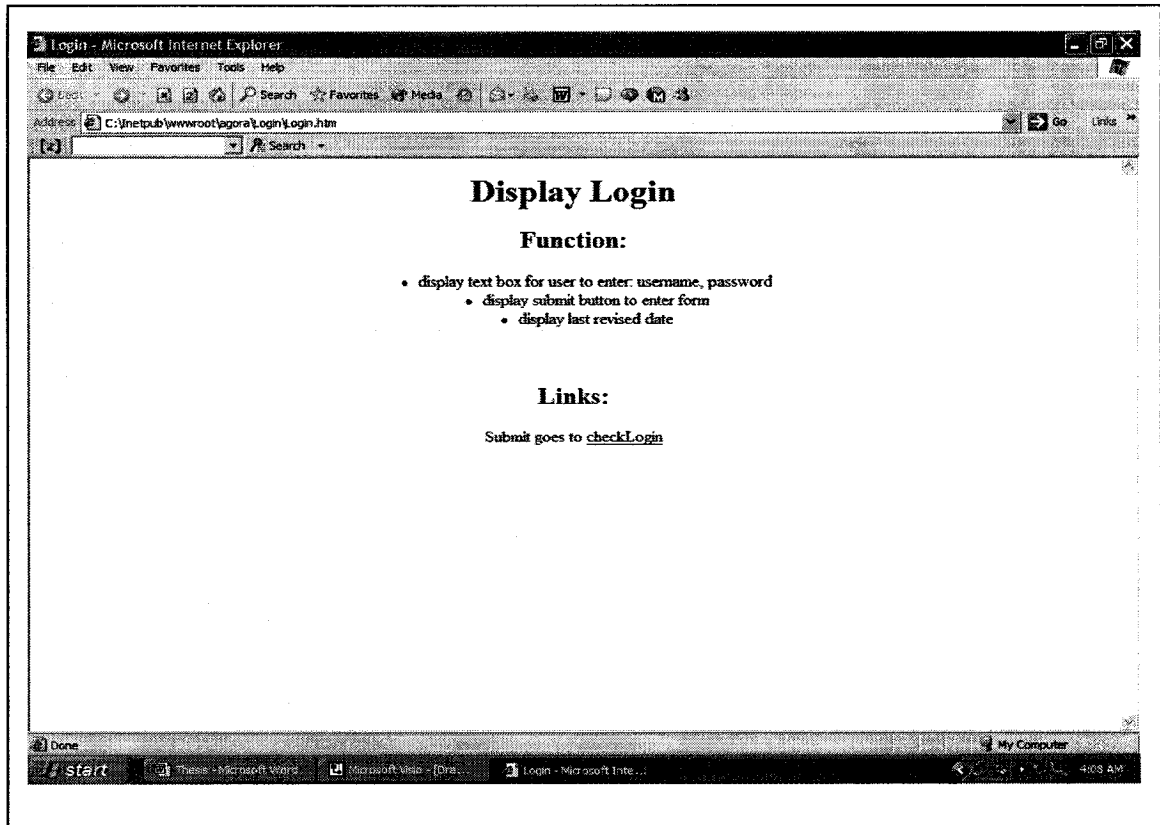 Login - Microsoft Internet Explorer
File Edit View Favorites Tools Help
Search Favorites Media
Address C:\Inetpub\wwwroot\agora\Login\Login.htm Go Links
Search
Display Login
Function:
• display text box for user to enter: username, password
• display submit button to enter form
• display last revised date
Links:
Submit goes to checkLogin
Done My Computer
start Thesis - Microsoft Word Microsoft Visio - [Dra... Login - Microsoft Inte... 4:08 AM